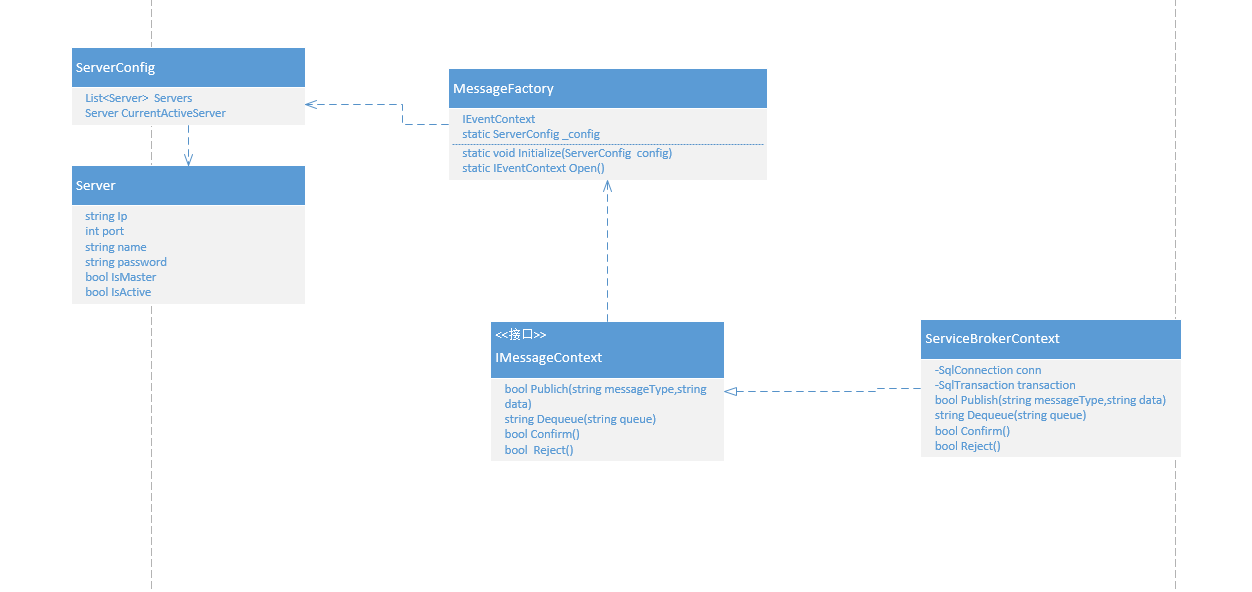 ServerConfig
List<Server>  Servers
Server CurrentActiveServer
Server
string Ip
int port
string name
string password
bool IsMaster
bool IsActive
MessageFactory
IEventContext
static ServerConfig _config
static void Initialize(ServerConfig  config)
static IEventContext Open()
<<接口>>
IMessageContext
bool Publich(string messageType,string
data)
string Dequeue(string queue)
bool Confirm()
bool  Reject()
ServiceBrokerContext
-SqlConnection conn
-SqlTransaction transaction
bool Publish(string messageType,string data)
string Dequeue(string queue)
bool Confirm()
bool Reject()